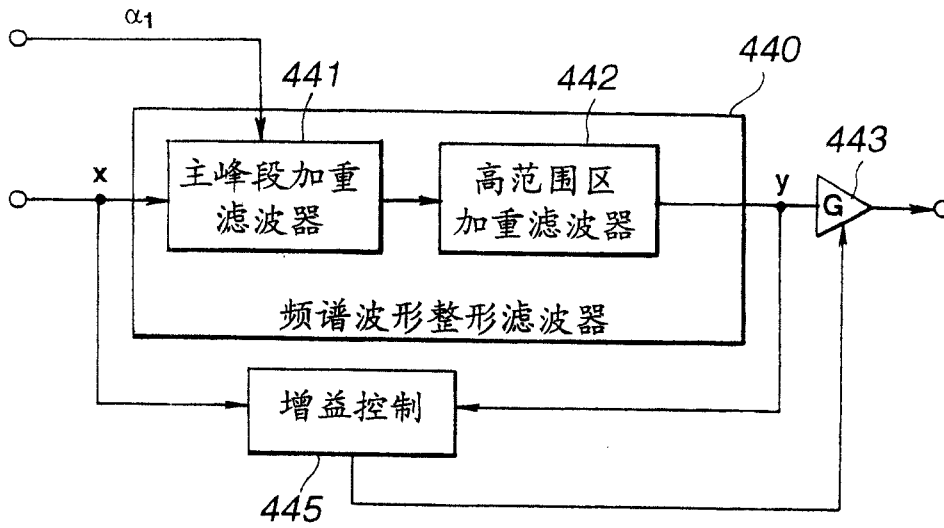 α1
441
442
440
443
x
主峰段加重
滤波器
高范围区
加重滤波器
y
G
频谱波形整形滤波器
增益控制
445